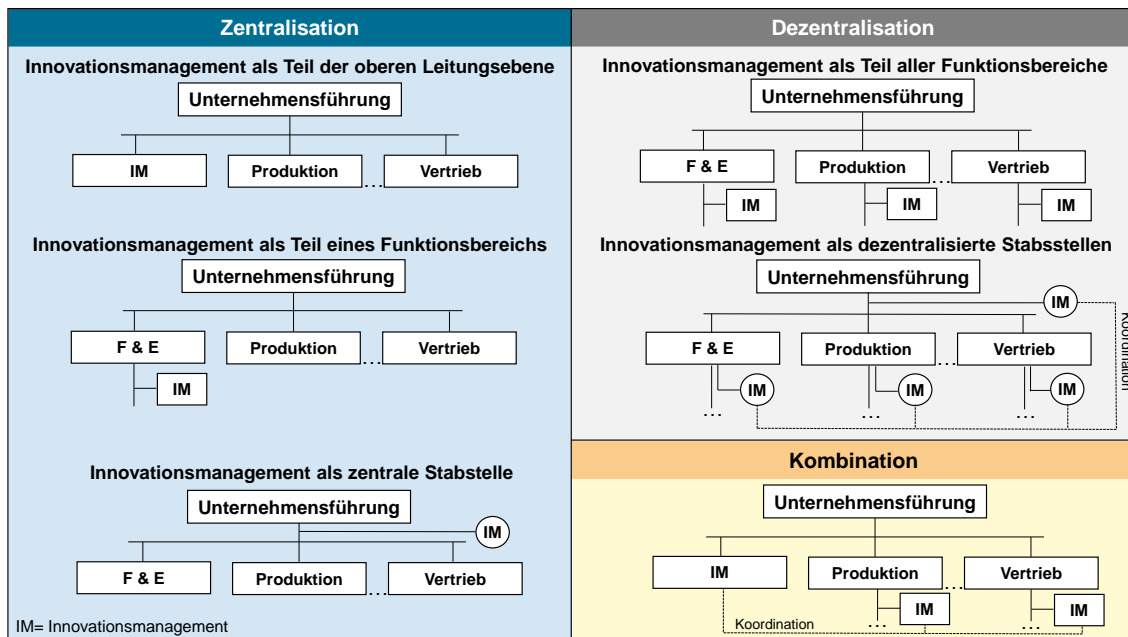 Zentralisation
Innovationsmanagement als Teil der oberen Leitungsebene
Unternehmensführung
IM
Produktion
...
Vertrieb
Innovationsmanagement als Teil eines Funktionsbereichs
Unternehmensführung
F & E
Produktion
...
Vertrieb
IM
Innovationsmanagement als zentrale Stabstelle
Unternehmensführung
IM
F & E
Produktion
...
Vertrieb
IM= Innovationsmanagement
Dezentralisation
Innovationsmanagement als Teil aller Funktionsbereiche
Unternehmensführung
F & E
Produktion
...
Vertrieb
IM
IM
IM
Innovationsmanagement als dezentralisierte Stabsstellen
Unternehmensführung
IM
Koordination
F & E
Produktion
...
Vertrieb
IM
IM
IM
...
...
...
Kombination
Unternehmensführung
IM
Produktion
...
Vertrieb
IM
IM
...
...
Koordination